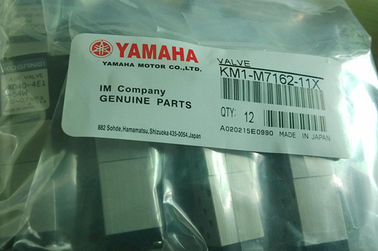 YAMAHA
YAMAHA MOTOR CO.,LTD.
IM Company
GENUINE PARTS
882 Sohde, Hamamatsu, Shizuoka 435-0054, Japan
VALVE
KM1-M7162-11X
QTY: 12
A020215E0990 MADE IN JAPAN
VALVE